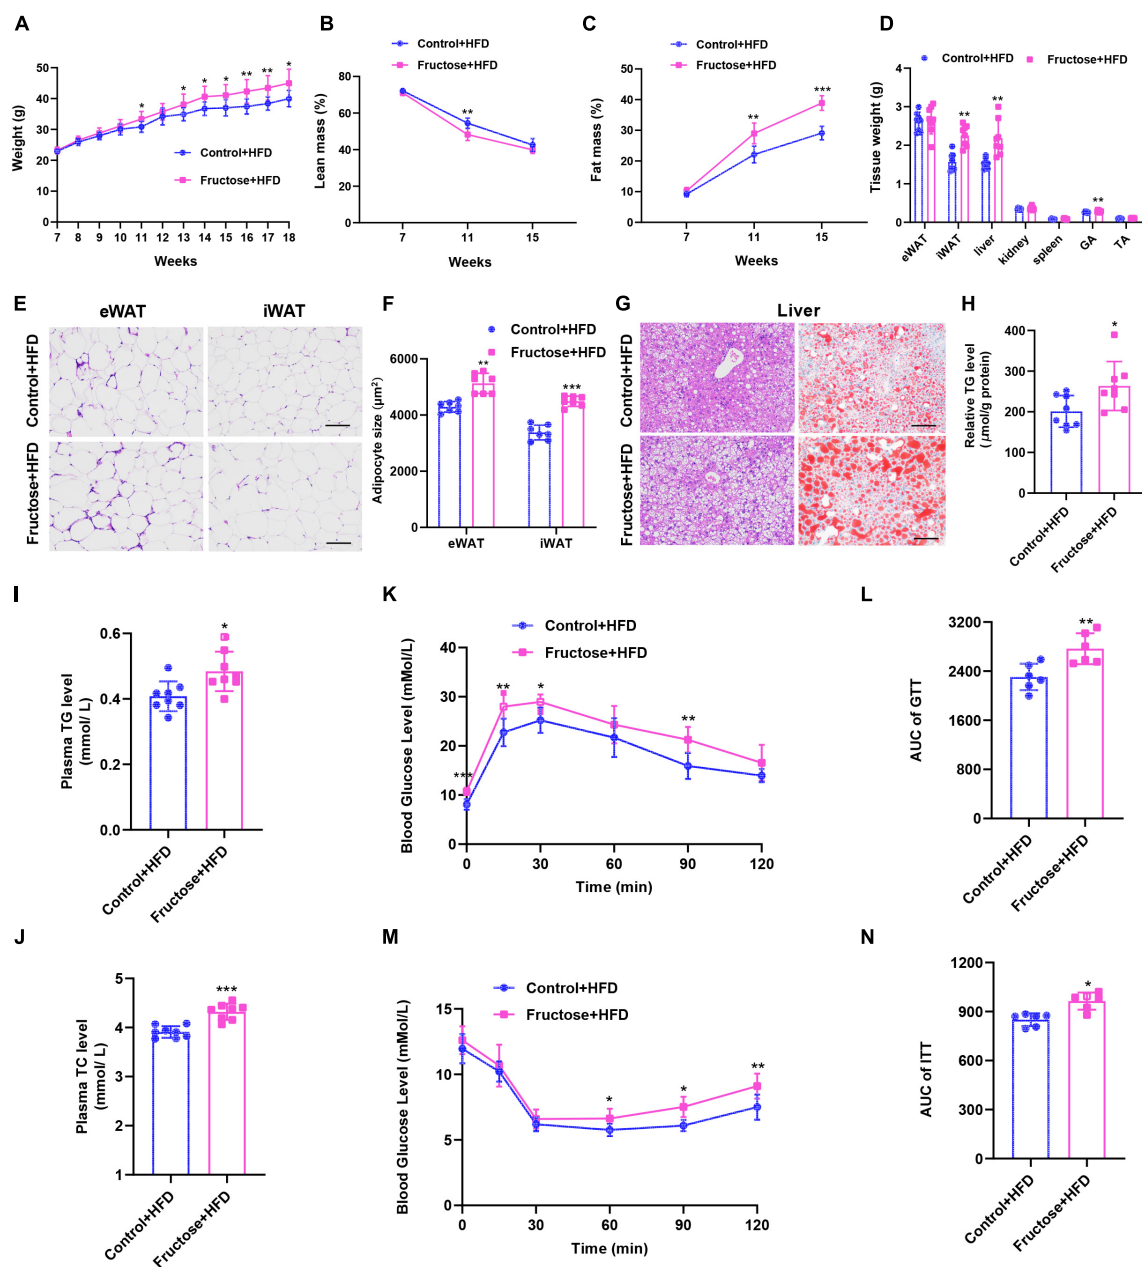 A
Weight (g)
50
40
30
20
10
0
7 8 9 10 11 12 13 14 15 16 17 18
Weeks
* * * * ** ** *
Control+HFD
Fructose+HFD
B
Control+HFD
Fructose+HFD
Lean mass (%)
80
60
40
20
0
**
7 11 15
Weeks
C
Control+HFD
Fructose+HFD
Fat mass (%)
50
40
30
20
10
0
** ***
7 11 15
Weeks
D
Control+HFD Fructose+HFD
Tissue weight (g)
4
3
2
1
0
** ** **
eWAT iWAT liver kidney spleen GA TA
E
eWAT iWAT
Control+HFD
Fructose+HFD
F
Control+HFD
Fructose+HFD
Adipocyte size (μm²)
6000
4000
2000
0
** ***
eWAT iWAT
G
Liver
Control+HFD
Fructose+HFD
H
Relative TG level
(μmol/g protein)
400
300
200
100
0
*
Control+HFD Fructose+HFD
I
Plasma TG level
(mmol/ L)
0.6
0.4
0.2
0.0
*
Control+HFD Fructose+HFD
K
Control+HFD
Fructose+HFD
Blood Glucose Level (mMol/L)
40
30
20
10
0
*** ** * **
0 30 60 90 120
Time (min)
L
AUC of GTT
3200
2400
1600
800
0
**
Control+HFD Fructose+HFD
J
Plasma TC level
(mmol/ L)
5
4
3
2
1
***
Control+HFD Fructose+HFD
M
Control+HFD
Fructose+HFD
Blood Glucose Level (mMol/L)
15
10
5
0
* * **
0 30 60 90 120
Time (min)
N
AUC of ITT
1200
900
600
300
0
*
Control+HFD Fructose+HFD